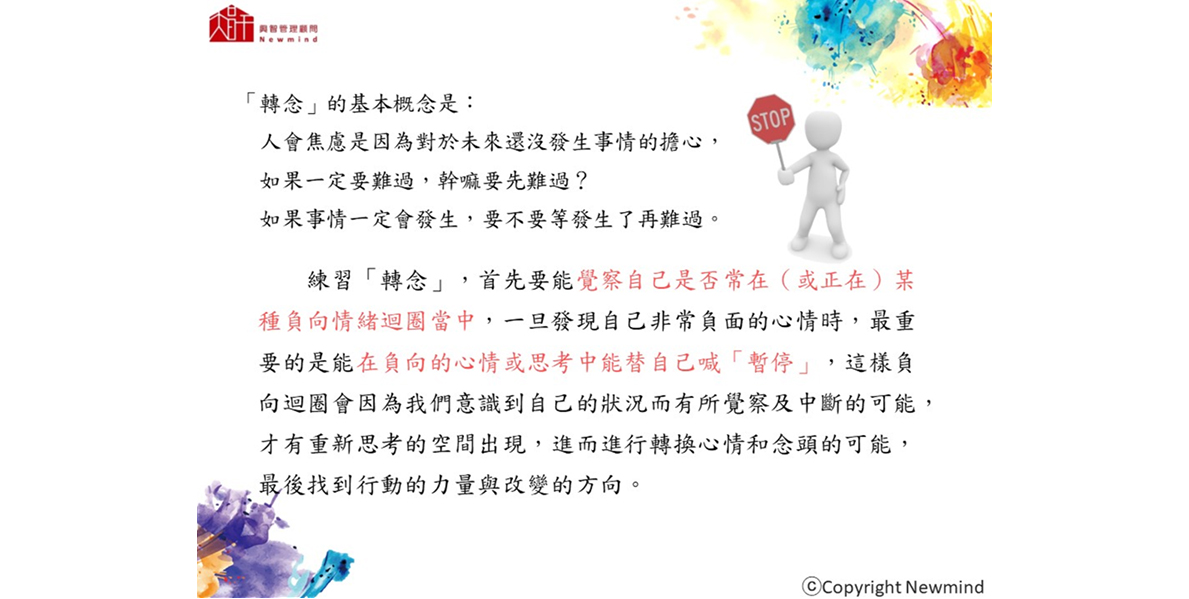 興智管理顧問
Newmind
STOP
「轉念」的基本概念是：
人會焦慮是因為對於未來還沒發生事情的擔心，
如果一定要難過，幹嘛要先難過？
如果事情一定會發生，要不要等發生了再難過。
練習「轉念」，首先要能覺察自己是否常在（或正在）某
種負向情緒迴圈當中，一旦發現自己非常負面的心情時，最重
要的是能在負向的心情或思考中能替自己喊「暫停」，這樣負
向迴圈會因為我們意識到自己的狀況而有所覺察及中斷的可能，
才有重新思考的空間出現，進而進行轉換心情和念頭的可能，
最後找到行動的力量與改變的方向。
ⓒCopyright Newmind